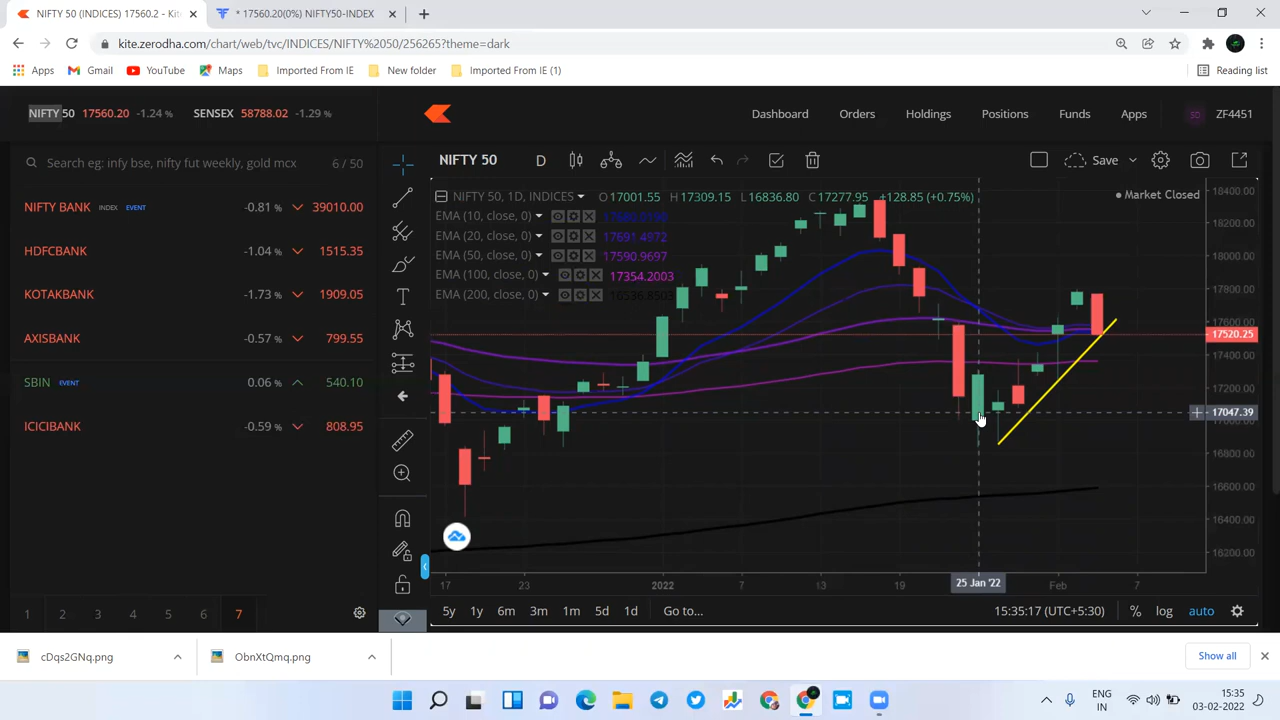 NIFTY 50 (INDICES) 17560.2 - Kite
* 17560.20(0%) NIFTY50-INDEX
kite.zerodha.com/chart/web/tvc/INDICES/NIFTY%2050/256265?theme=dark
Apps Gmail YouTube Maps Imported From IE New folder Imported From IE (1) Reading list
NIFTY 50 17560.20 -1.24 % SENSEX 58788.02 -1.29 %
Dashboard Orders Holdings Positions Funds Apps SD ZF4451
Search eg: infy bse, nifty fut weekly, gold mcx 6 / 50
NIFTY 50 D Save
NIFTY BANK INDEX EVENT -0.81 % 39010.00
HDFCBANK -1.04 % 1515.35
KOTAKBANK -1.73 % 1909.05
AXISBANK -0.57 % 799.55
SBIN EVENT 0.06 % 540.10
ICICIBANK -0.59 % 808.95
1 2 3 4 5 6 7
NIFTY 50, 1D, INDICES O17001.55 H17309.15 L16836.80 C17277.95 +128.85 (+0.75%)
Market Closed
EMA (10, close, 0)
EMA (20, close, 0) 17691.4972
EMA (50, close, 0) 17590.9697
EMA (100, close, 0) 17354.2003
EMA (200, close, 0)
18400.00
18200.00
18000.00
17800.00
17600.00
17520.25
17400.00
17200.00
17047.39
17000.00
16800.00
16600.00
16400.00
16200.00
17 23 2022 7 13 19 25 Jan '22 Feb 7
5y 1y 6m 3m 1m 5d 1d Go to... 15:35:17 (UTC+5:30) % log auto
cDqs2GNq.png ObnXtQmq.png Show all
ENG
IN
15:35
03-02-2022